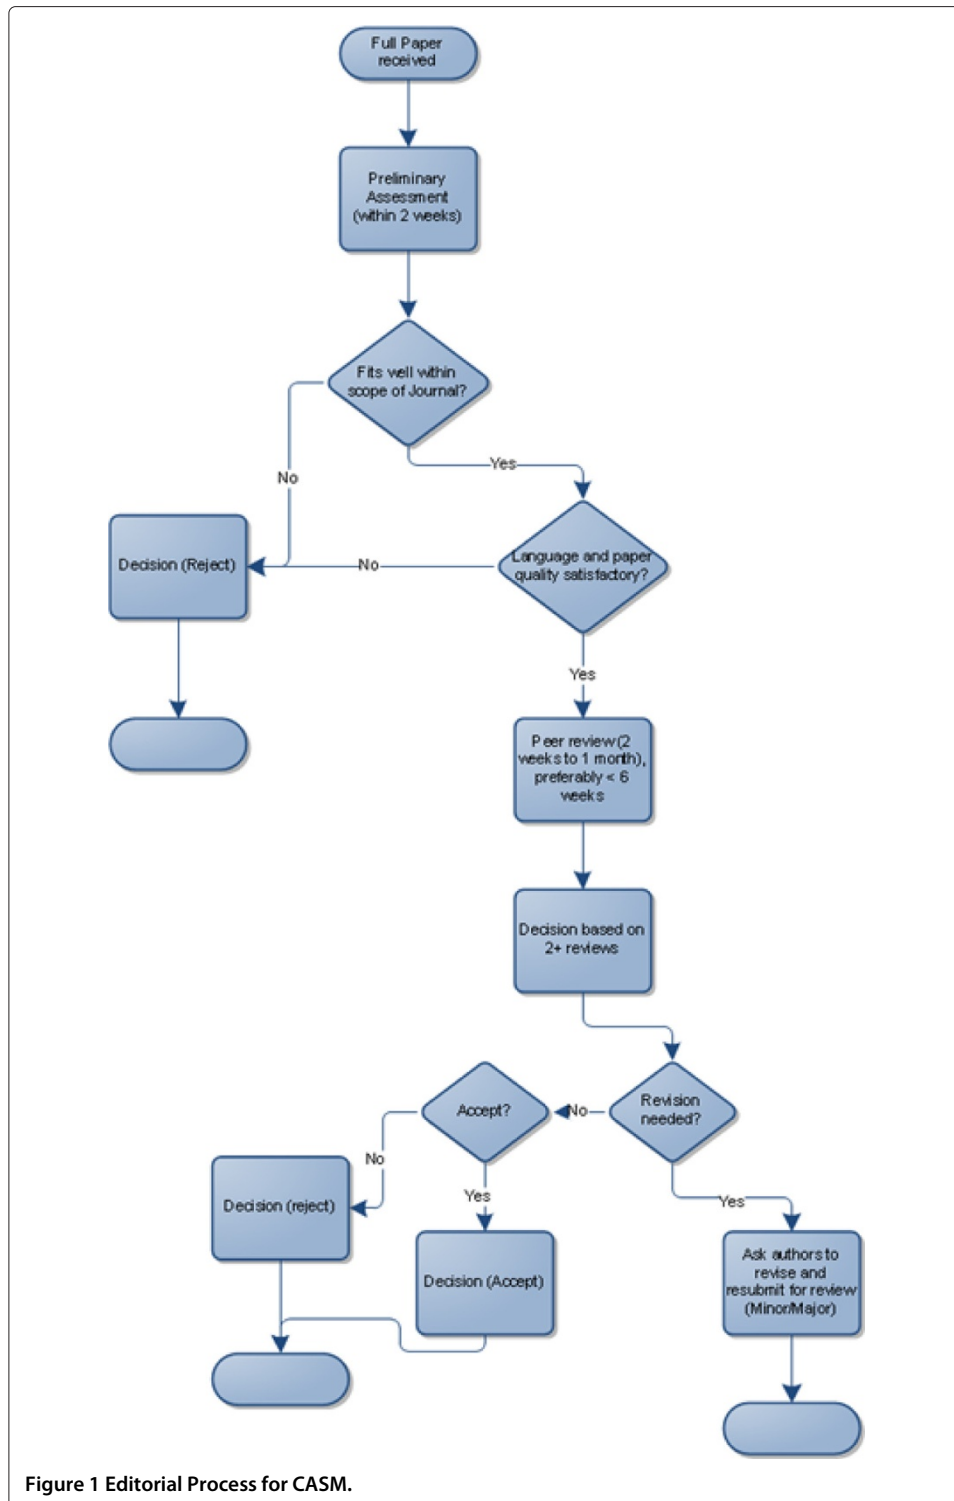 Full Paper
received
Preliminary
Assessment
(within 2 weeks)
Fits well within
scope of Journal?
No
Yes
Decision (Reject)
No
Language and paper
quality satisfactory?
Yes
Peer review (2
weeks to 1 month),
preferably < 6
weeks
Decision based on
2+ reviews
Revision
needed?
No
Accept?
No
Yes
Yes
Decision (reject)
Decision (Accept)
Ask authors to
revise and
resubmit for review
(Minor/Major)
Figure 1 Editorial Process for CASM.